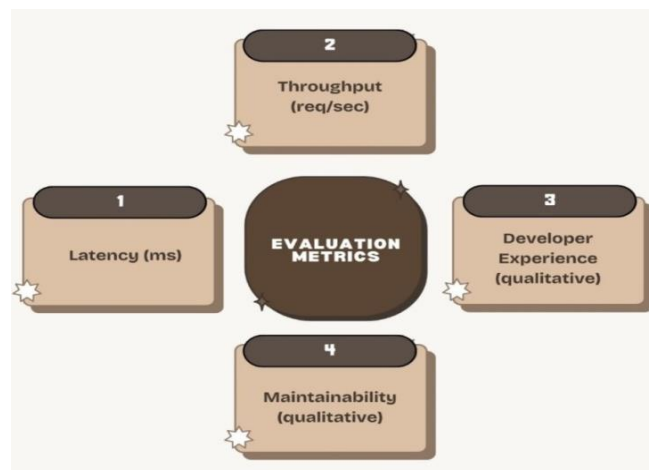 1
Latency (ms)
2
Throughput
(req/sec)
EVALUATION
METRICS
3
Developer
Experience
(qualitative)
4
Maintainability
(qualitative)